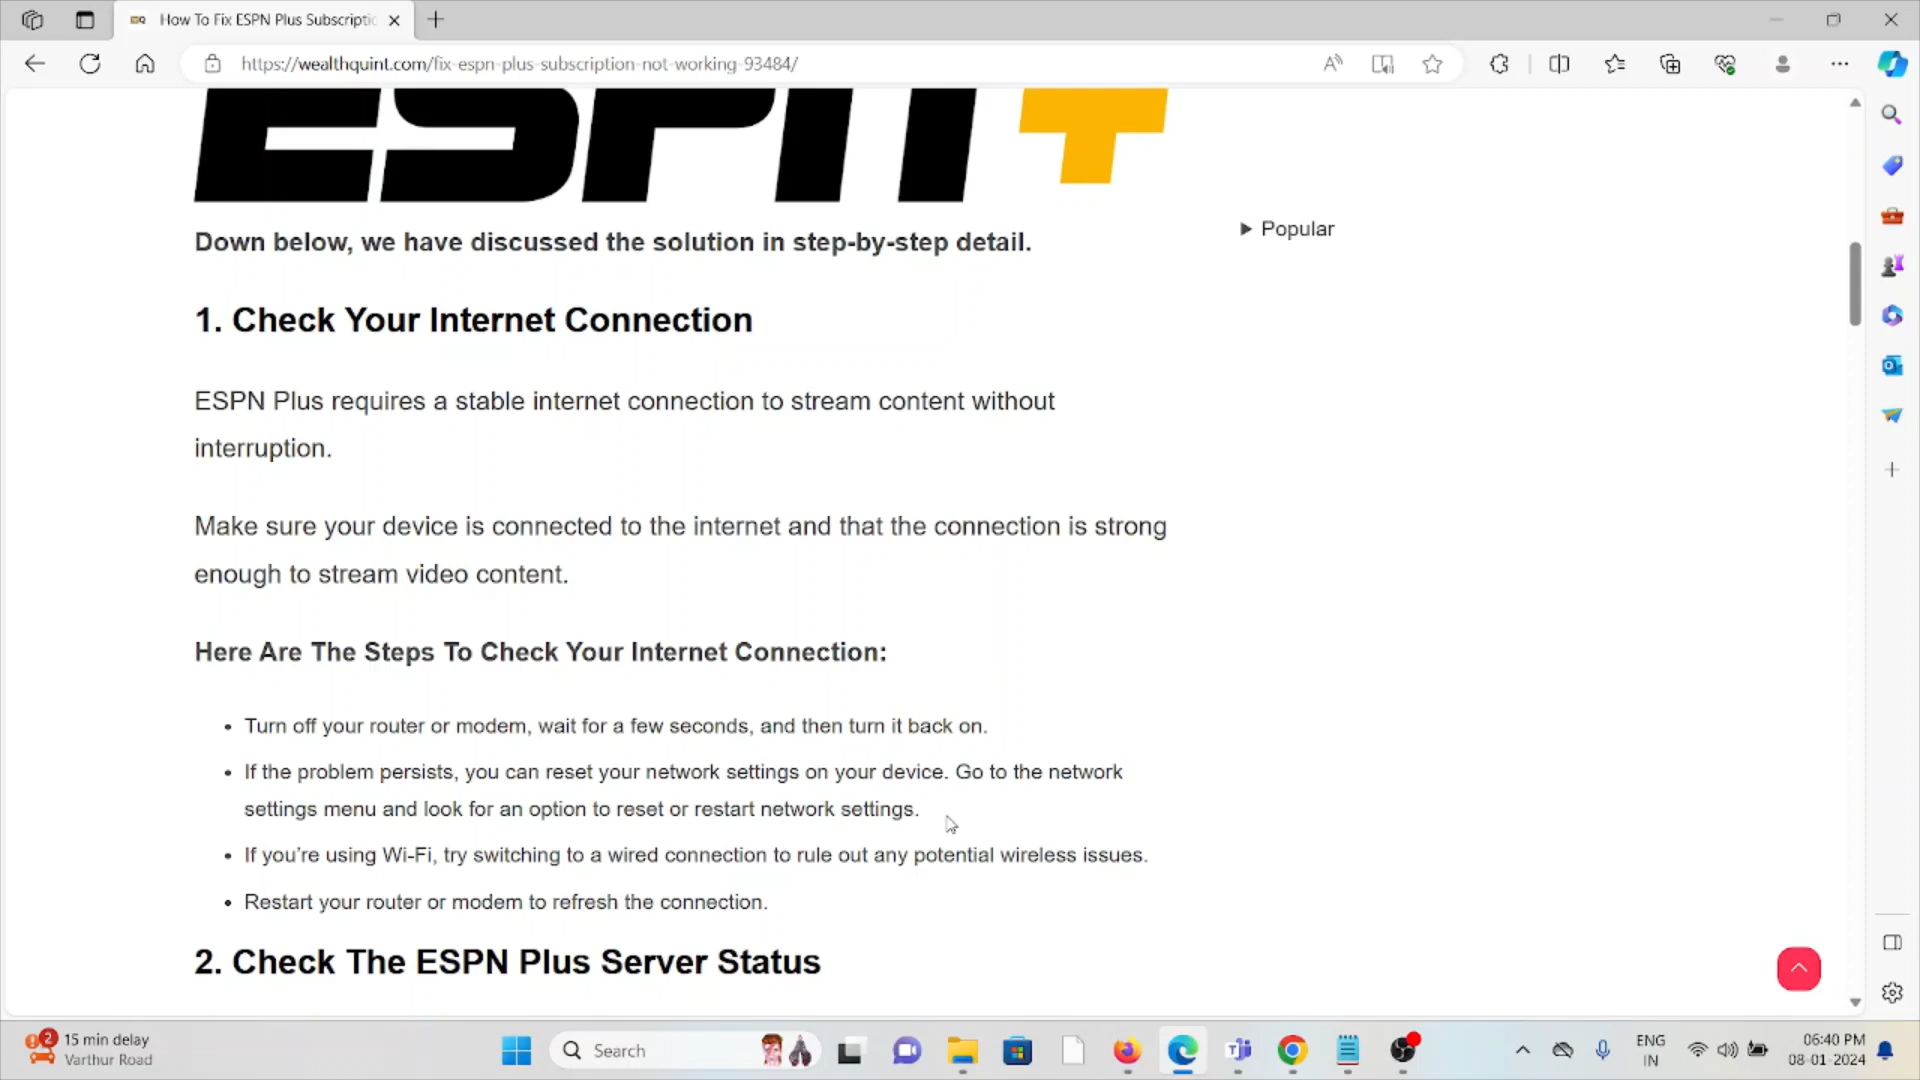 How To Fix ESPN Plus Subscriptio
https://wealthquint.com/fix-espn-plus-subscription-not-working-93484/
ESPN+
Down below, we have discussed the solution in step-by-step detail.
Popular
1. Check Your Internet Connection
ESPN Plus requires a stable internet connection to stream content without
interruption.
Make sure your device is connected to the internet and that the connection is strong
enough to stream video content.
Here Are The Steps To Check Your Internet Connection:
• Turn off your router or modem, wait for a few seconds, and then turn it back on.
• If the problem persists, you can reset your network settings on your device. Go to the network
settings menu and look for an option to reset or restart network settings.
• If you’re using Wi-Fi, try switching to a wired connection to rule out any potential wireless issues.
• Restart your router or modem to refresh the connection.
2. Check The ESPN Plus Server Status
2
15 min delay
Varthur Road
Search
ENG
IN
06:40 PM
08-01-2024